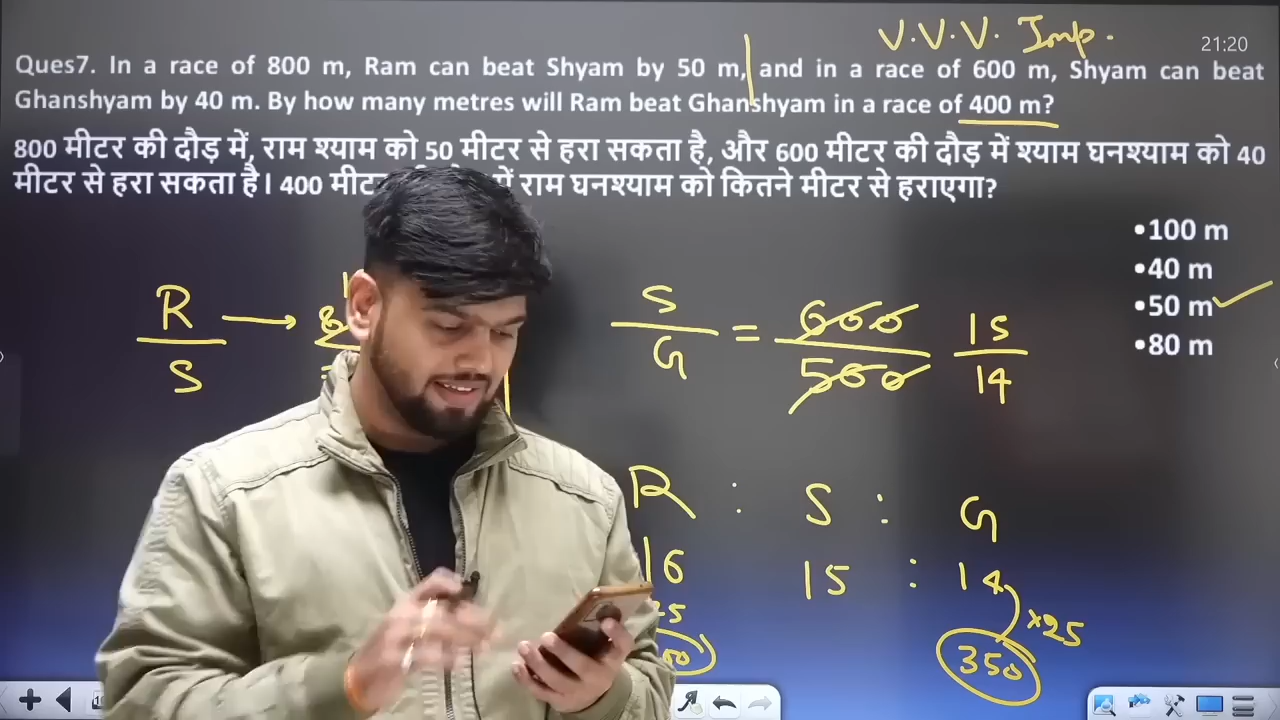 V.V.V. Imp.
21:20
Ques7. In a race of 800 m, Ram can beat Shyam by 50 m, and in a race of 600 m, Shyam can beat
Ghanshyam by 40 m. By how many metres will Ram beat Ghanshyam in a race of 400 m?
800 मीटर की दौड़ में, राम श्याम को 50 मीटर से हरा सकता है, और 600 मीटर की दौड़ में श्याम घनश्याम को 40
मीटर से हरा सकता है। 400 में राम घनश्याम को कितने मीटर से हराएगा?
•100 m
•40 m
•50 m
•80 m
R
S
S
G
=
600
560
15
14
R : S : G
16 15 : 14
×25
350